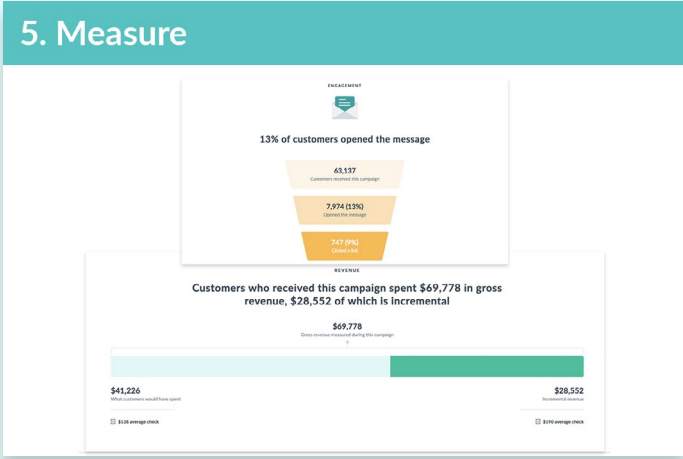 5. Measure
ENGAGEMENT
13% of customers opened the message
63,137
Customers received this campaign
7,974 (13%)
Opened the message
747 (9%)
Clicked a link
REVENUE
Customers who received this campaign spent $69,778 in gross
revenue, $28,552 of which is incremental
$69,778
Gross revenue measured during this campaign
$41,226
What customers would have spent
$28,552
Incremental revenue
$138 average check
$190 average check